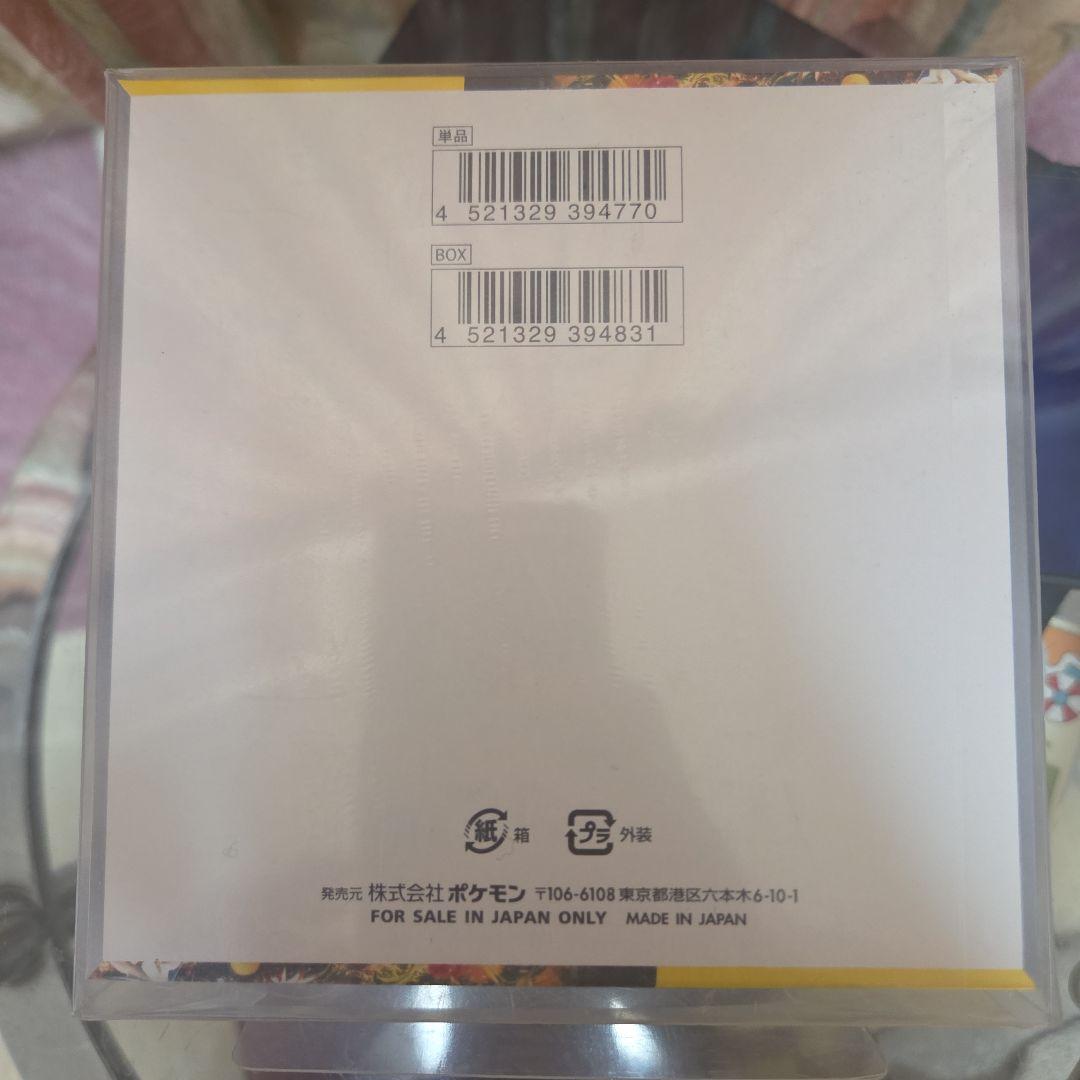 単品
4 521329 394770
BOX
4 521329 394831
紙 箱 プラ 外装
発売元 株式会社ポケモン 〒106-6108 東京都港区六本木6-10-1
FOR SALE IN JAPAN ONLY MADE IN JAPAN